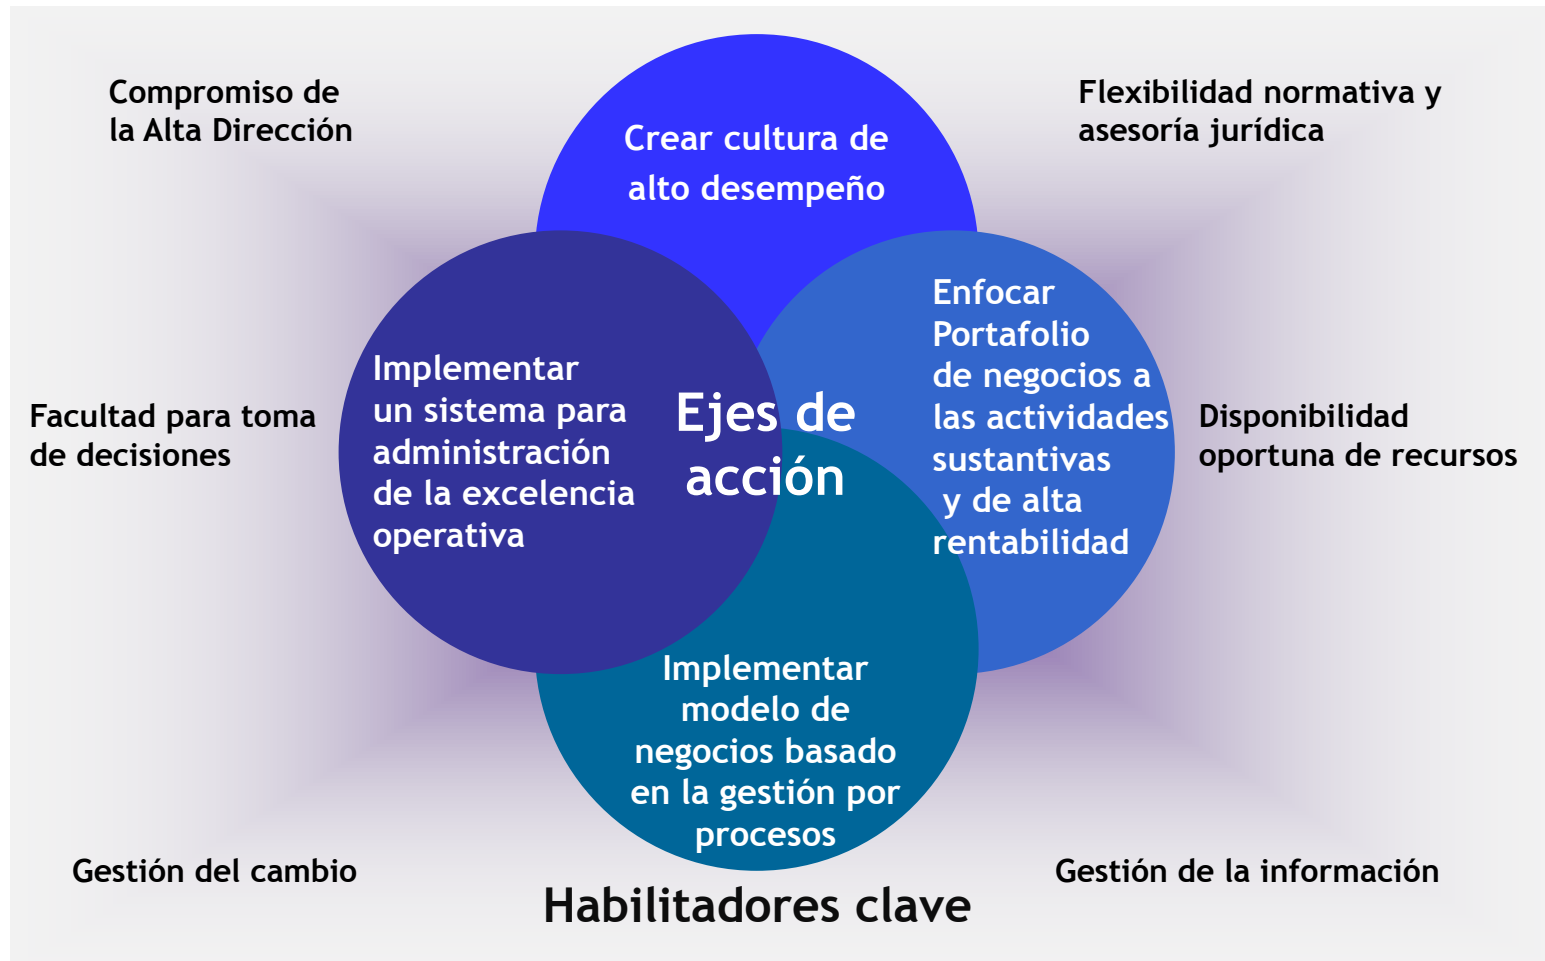 Compromiso de
la Alta Dirección
Crear cultura de
alto desempeño
Flexibilidad normativa y
asesoría jurídica
Facultad para toma
de decisiones
Implementar
un sistema para
administración
de la excelencia
operativa
Ejes de
acción
Enfocar
Portafolio
de negocios a
las actividades
sustantivas
y de alta
rentabilidad
Disponibilidad
oportuna de recursos
Implementar
modelo de
negocios basado
en la gestión por
procesos
Gestión del cambio
Gestión de la información
Habilitadores clave